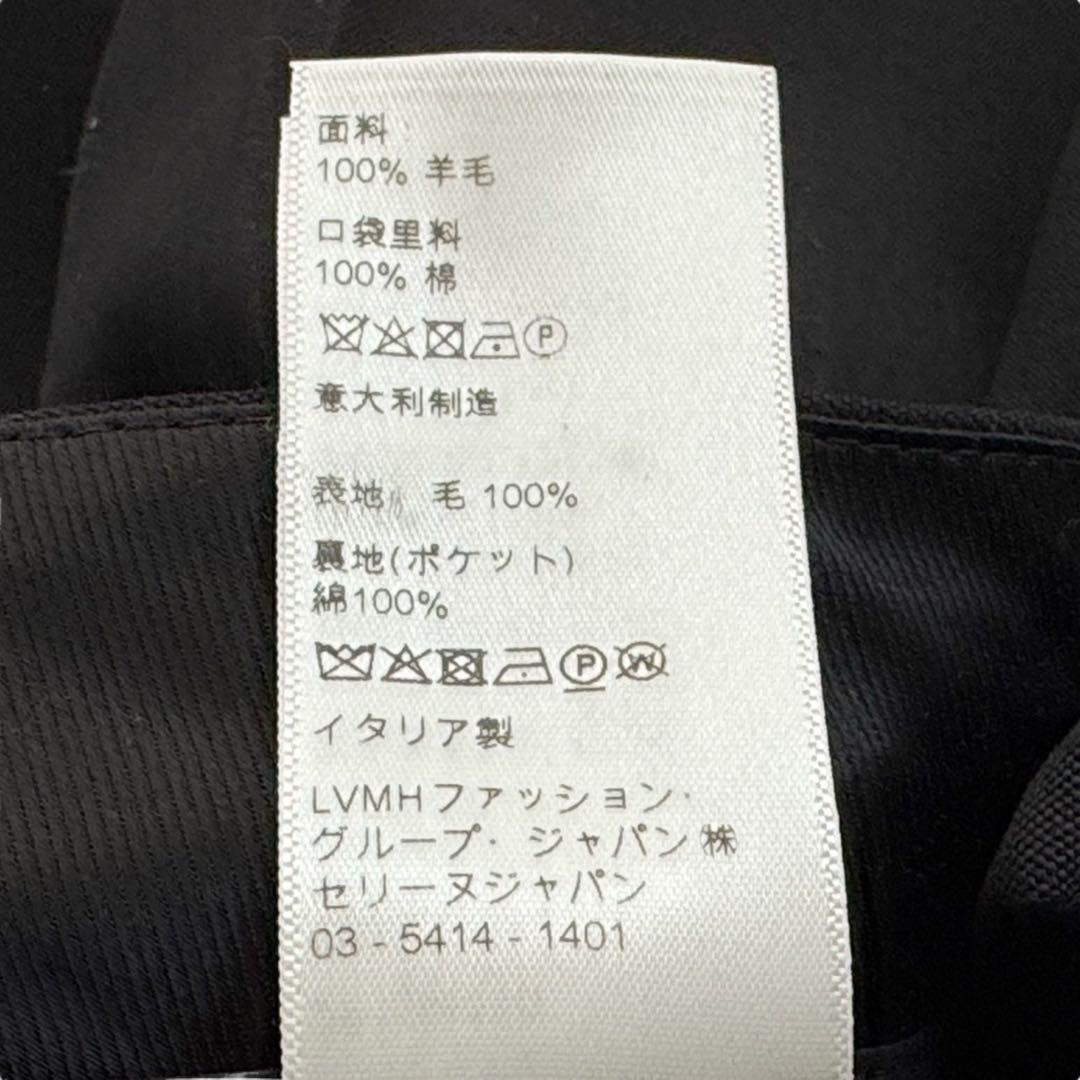 面料
100% 羊毛
口袋里料
100% 棉
P
意大利制造
表地 毛 100%
裏地(ポケット)
綿100%
P W
イタリア製
LVMHファッション·
グループ· ジャパン㈱
セリーヌジャパン
03 - 5414 - 1401